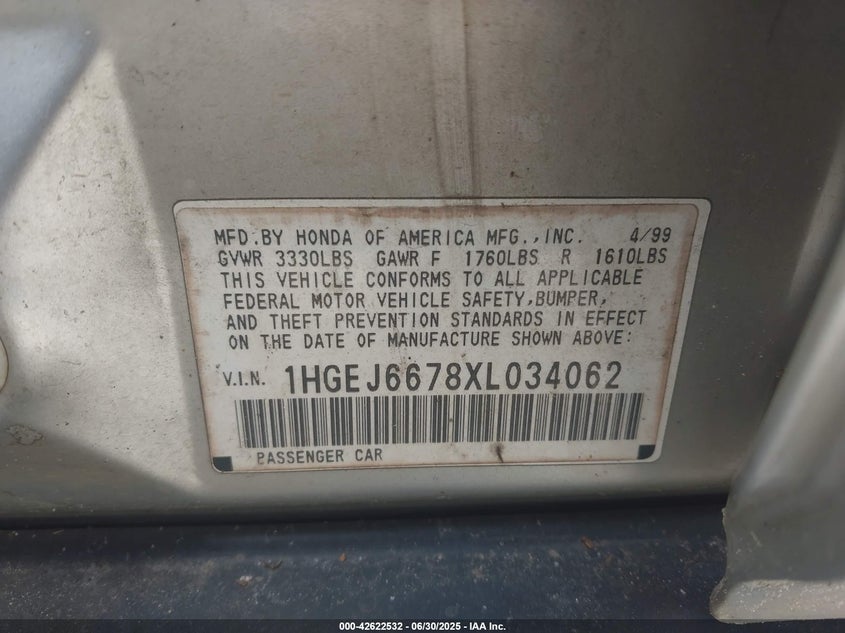 MFD.BY HONDA OF AMERICA MFG.,INC. 4/99
GVWR 3330LBS GAWR F 1760LBS R 1610LBS
THIS VEHICLE CONFORMS TO ALL APPLICABLE
FEDERAL MOTOR VEHICLE SAFETY,BUMPER,
AND THEFT PREVENTION STANDARDS IN EFFECT
ON THE DATE OF MANUFACTURE SHOWN ABOVE:
V.I.N. 1HGEJ6678XL034062
PASSENGER CAR
000-42622532 - 06/30/2025 - IAA Inc.